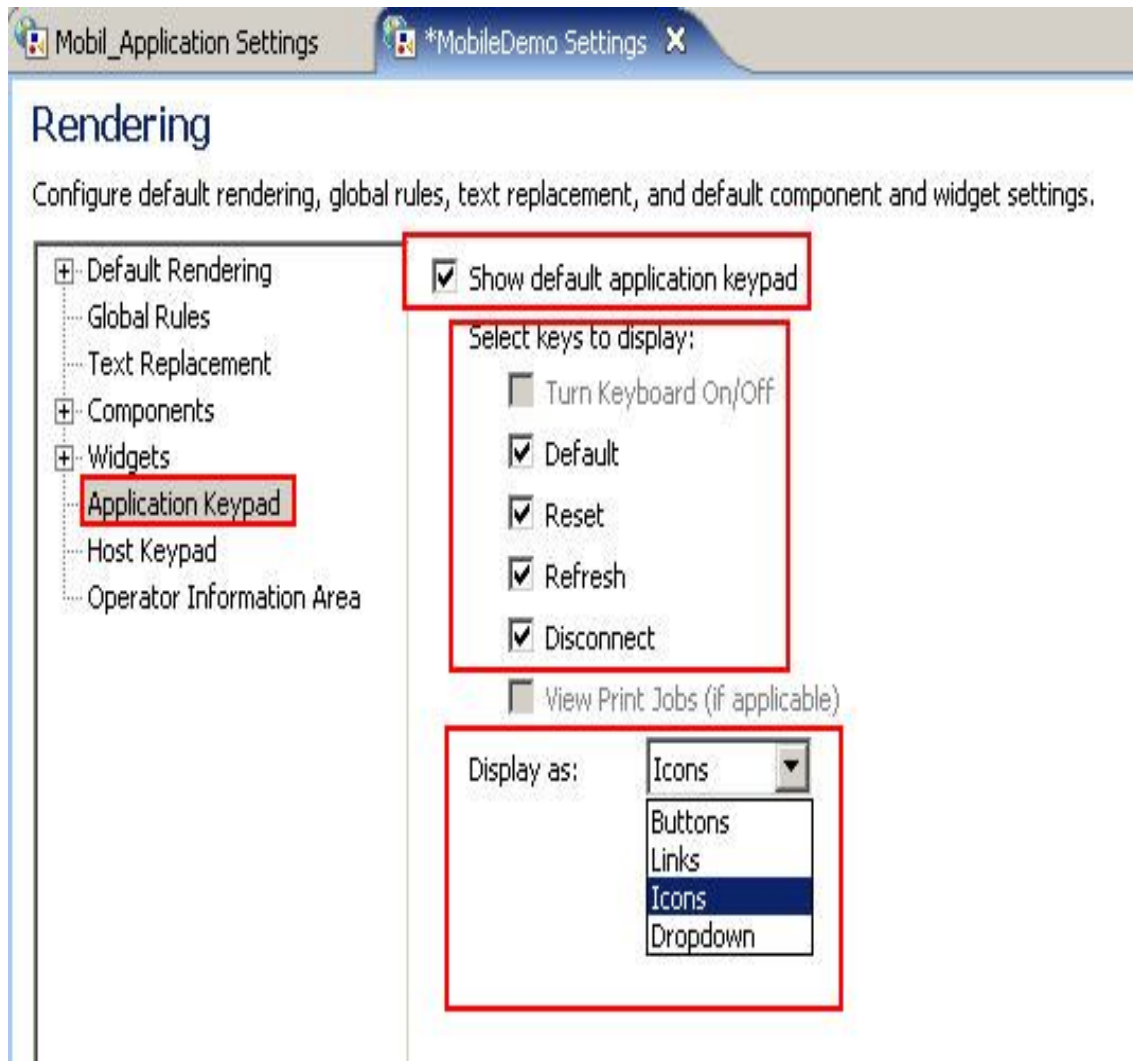 Mobil_Application Settings
*MobileDemo Settings
Rendering
Configure default rendering, global rules, text replacement, and default component and widget settings.
Default Rendering
Global Rules
Text Replacement
Components
Widgets
Application Keypad
Host Keypad
Operator Information Area
Show default application keypad
Select keys to display:
Turn Keyboard On/Off
Default
Reset
Refresh
Disconnect
View Print Jobs (if applicable)
Display as: Icons
Buttons
Links
Icons
Dropdown